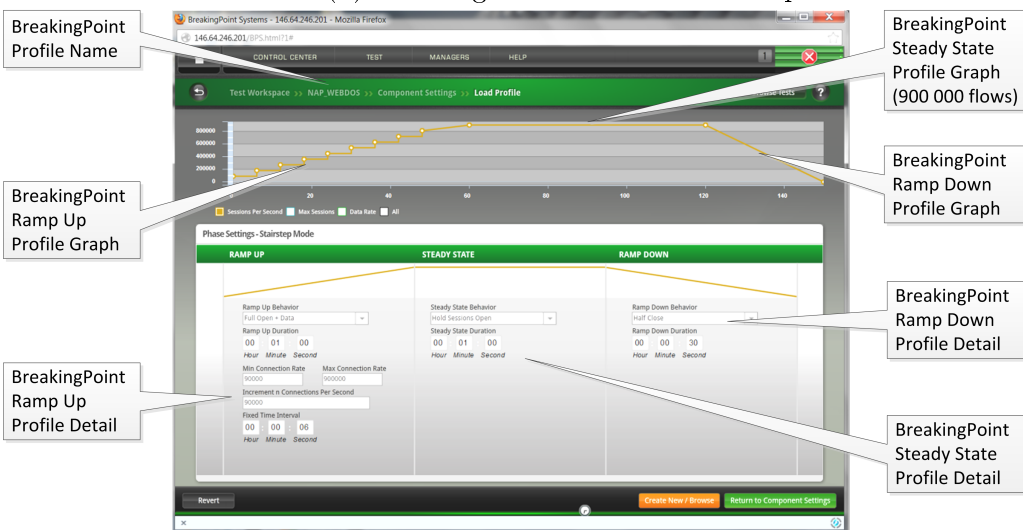 BreakingPoint
Profile Name
BreakingPoint Systems - 146.64.246.201 - Mozilla Firefox
146.64.246.201/BPS.html?1#
CONTROL CENTER TEST MANAGERS HELP
1
Test Workspace >> NAP_WEBDOS >> Component Settings >> Load Profile
Tests ?
BreakingPoint
Steady State
Profile Graph
(900 000 flows)
800000
600000
400000
200000
0
20 40 60 80 100 120 140
Sessions Per Second Max Sessions Data Rate All
BreakingPoint
Ramp Up
Profile Graph
BreakingPoint
Ramp Down
Profile Graph
Phase Settings - Stairstep Mode
RAMP UP STEADY STATE RAMP DOWN
Ramp Up Behavior
Full Open + Data
Ramp Up Duration
00 : 01 : 00
Hour Minute Second
Min Connection Rate Max Connection Rate
90000 900000
Increment n Connections Per Second
90000
Fixed Time Interval
00 : 00 : 06
Hour Minute Second
Steady State Behavior
Hold Sessions Open
Steady State Duration
00 01 00
Hour Minute Second
Ramp Down Behavior
Half Close
Ramp Down Duration
00 00 30
Hour Minute Second
BreakingPoint
Ramp Down
Profile Detail
BreakingPoint
Ramp Up
Profile Detail
BreakingPoint
Steady State
Profile Detail
Revert Create New / Browse Return to Component Settings
x